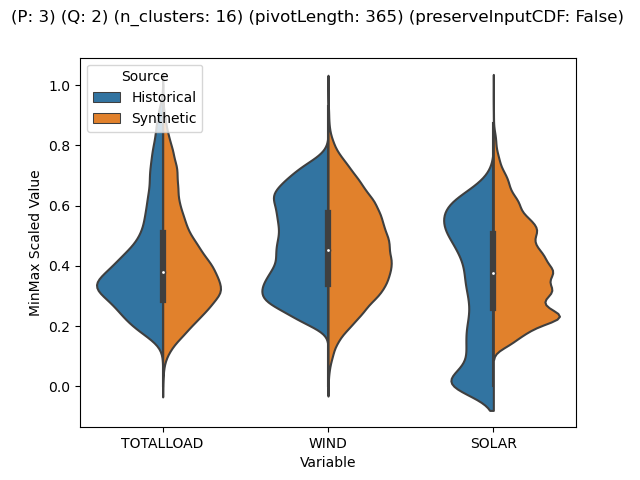 (P: 3) (Q: 2) (n_clusters: 16) (pivotLength: 365) (preserveInputCDF: False)
Source
Historical
Synthetic
MinMax Scaled Value
1.0
0.8
0.6
0.4
0.2
0.0
TOTALLOAD WIND SOLAR
Variable